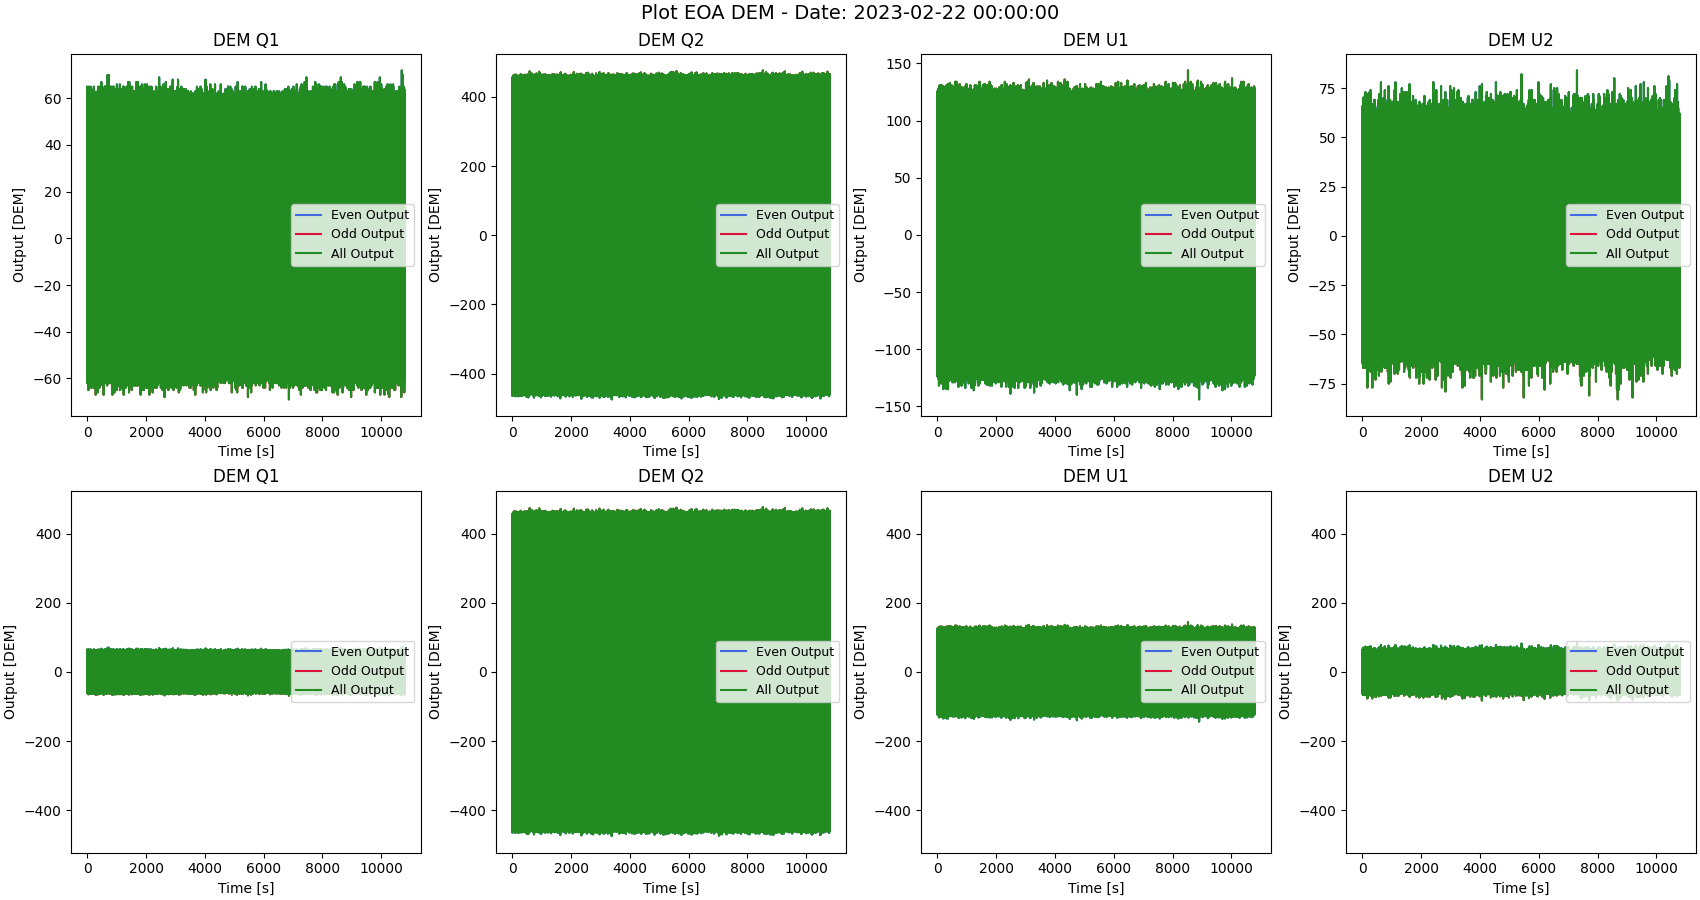 Plot EOA DEM - Date: 2023-02-22 00:00:00
DEM Q1
60
40
20
0
−20
−40
−60
Output [DEM]
0 2000 4000 6000 8000 10000
Time [s]
Even Output
Odd Output
All Output
DEM Q2
400
200
0
−200
−400
Output [DEM]
0 2000 4000 6000 8000 10000
Time [s]
Even Output
Odd Output
All Output
DEM U1
150
100
50
0
−50
−100
−150
Output [DEM]
0 2000 4000 6000 8000 10000
Time [s]
Even Output
Odd Output
All Output
DEM U2
75
50
25
0
−25
−50
−75
Output [DEM]
0 2000 4000 6000 8000 10000
Time [s]
Even Output
Odd Output
All Output
DEM Q1
400
200
0
−200
−400
Output [DEM]
0 2000 4000 6000 8000 10000
Time [s]
Even Output
Odd Output
All Output
DEM Q2
400
200
0
−200
−400
Output [DEM]
0 2000 4000 6000 8000 10000
Time [s]
Even Output
Odd Output
All Output
DEM U1
400
200
0
−200
−400
Output [DEM]
0 2000 4000 6000 8000 10000
Time [s]
Even Output
Odd Output
All Output
DEM U2
400
200
0
−200
−400
Output [DEM]
0 2000 4000 6000 8000 10000
Time [s]
Even Output
Odd Output
All Output